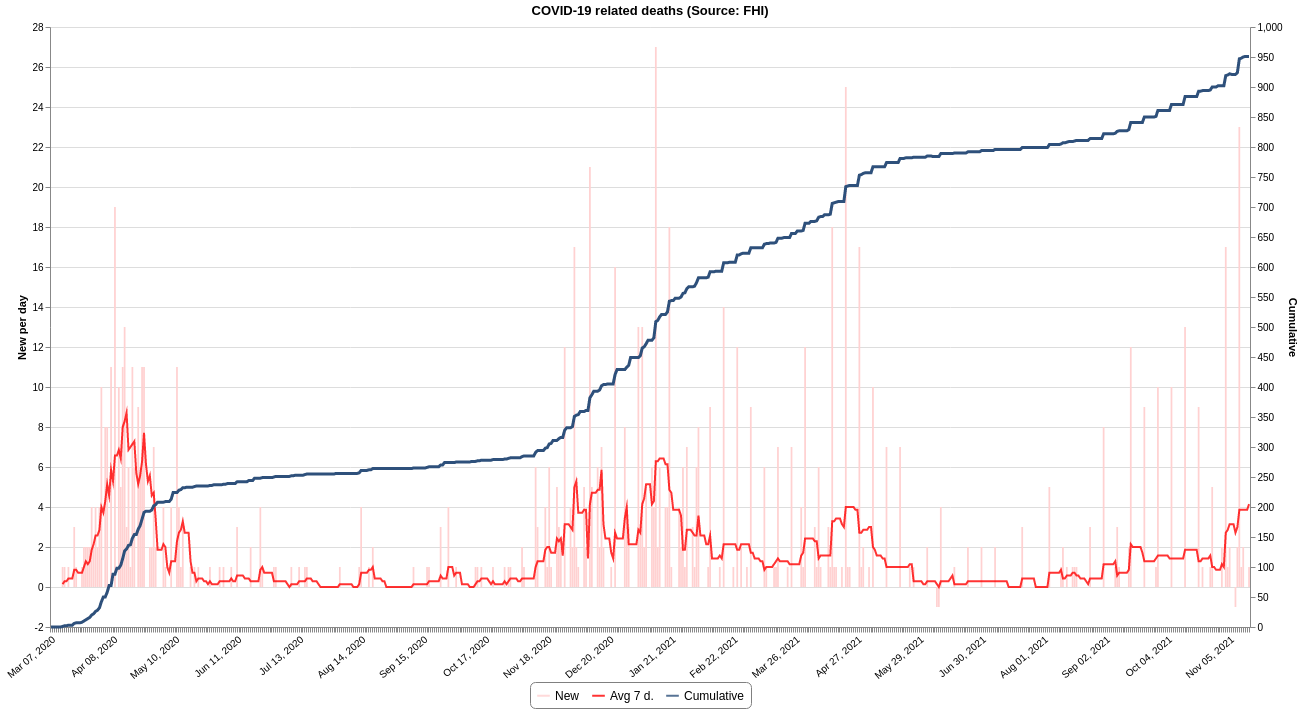 COVID-19 related deaths (Source: FHI)
28
26
24
22
20
18
16
14
12
10
8
6
4
2
0
-2
New per day
1,000
950
900
850
800
750
700
650
600
550
500
450
400
350
300
250
200
150
100
50
0
Cumulative
Mar 07, 2020
Apr 08, 2020
May 10, 2020
Jun 11, 2020
Jul 13, 2020
Aug 14, 2020
Sep 15, 2020
Oct 17, 2020
Nov 18, 2020
Dec 20, 2020
Jan 21, 2021
Feb 22, 2021
Mar 26, 2021
Apr 27, 2021
May 29, 2021
Jun 30, 2021
Aug 01, 2021
Sep 02, 2021
Oct 04, 2021
Nov 05, 2021
New Avg 7 d. Cumulative